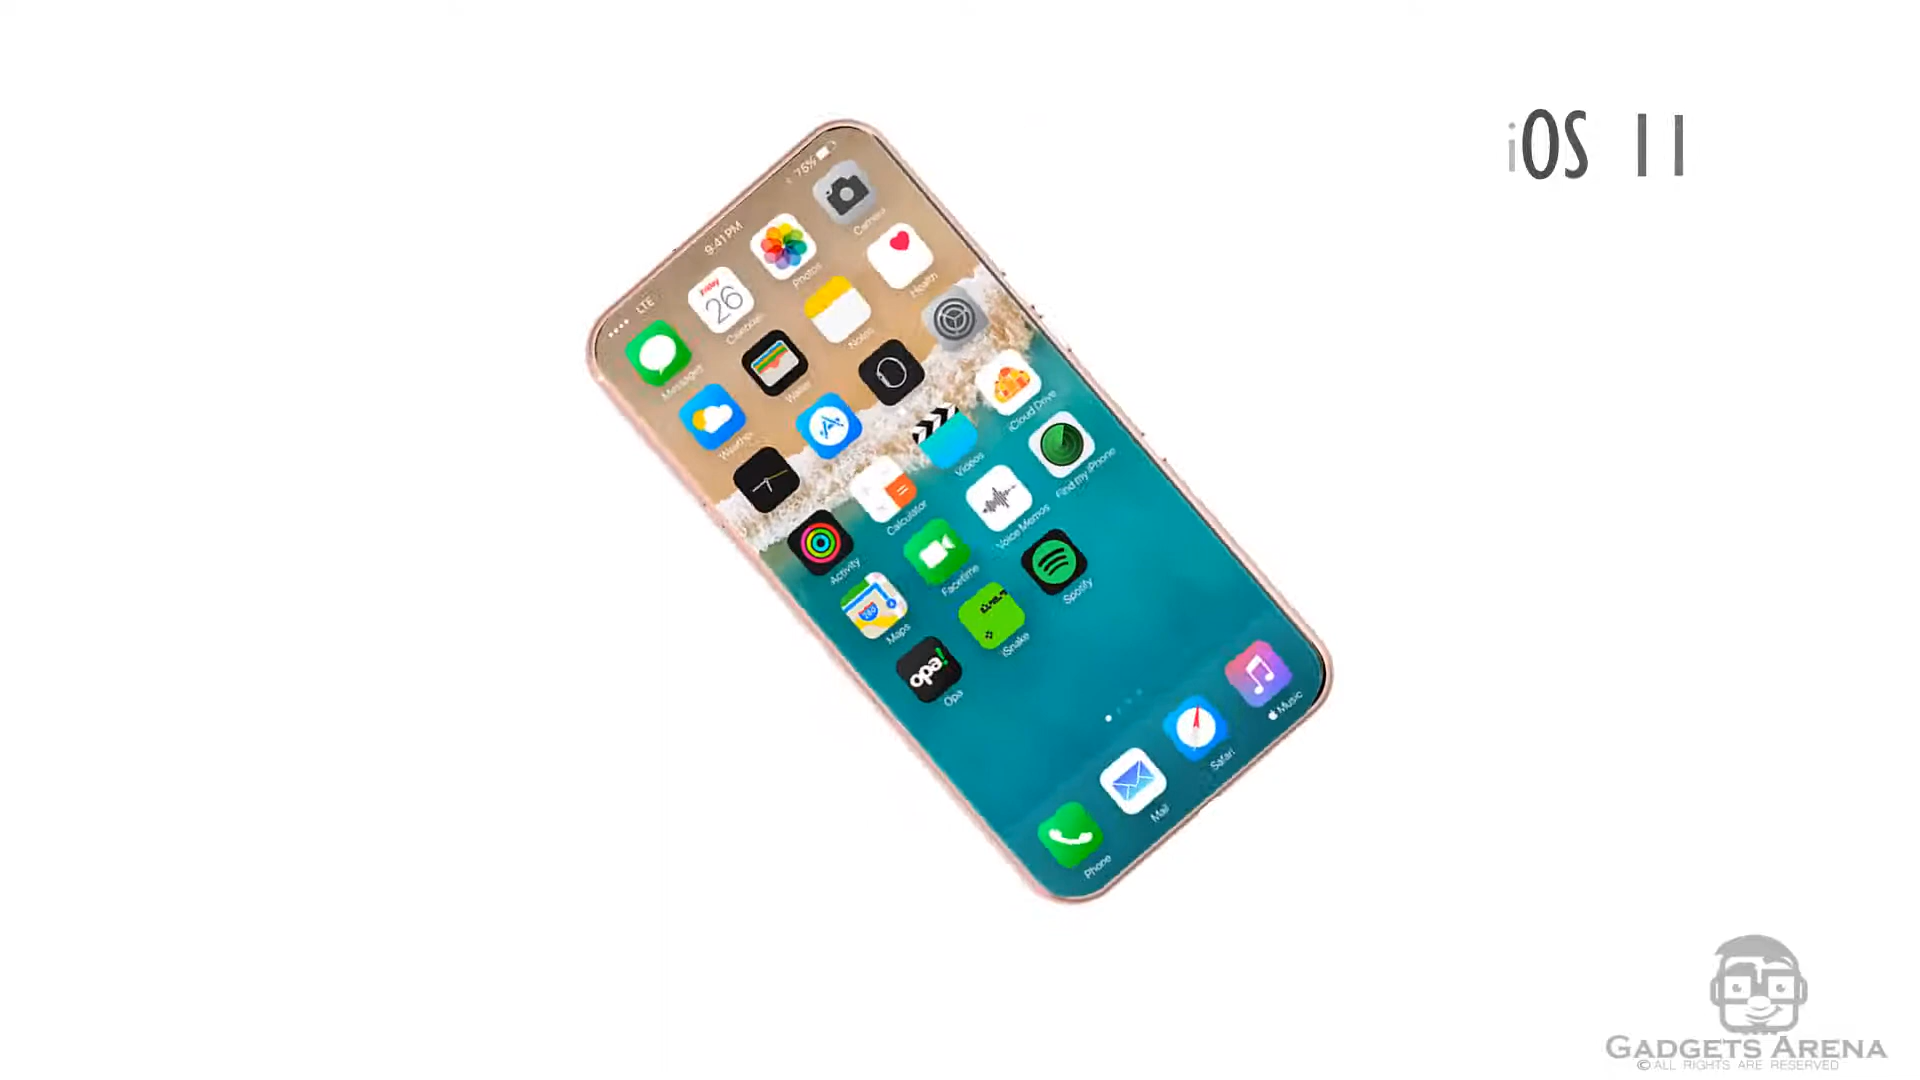 iOS 11
LTE
9:41 PM
75%
Messages
Friday
26
Calendar
Photos
Camera
Weather
Wallet
Notes
Health
Activity
Calculator
Videos
iCloud Drive
Maps
Facetime
Voice Memos
Find my iPhone
280
opa!
Opa
iSnake
Spotify
Phone
Mail
Safari
Music
GADGETS ARENA
© ALL RIGHTS ARE RESERVED